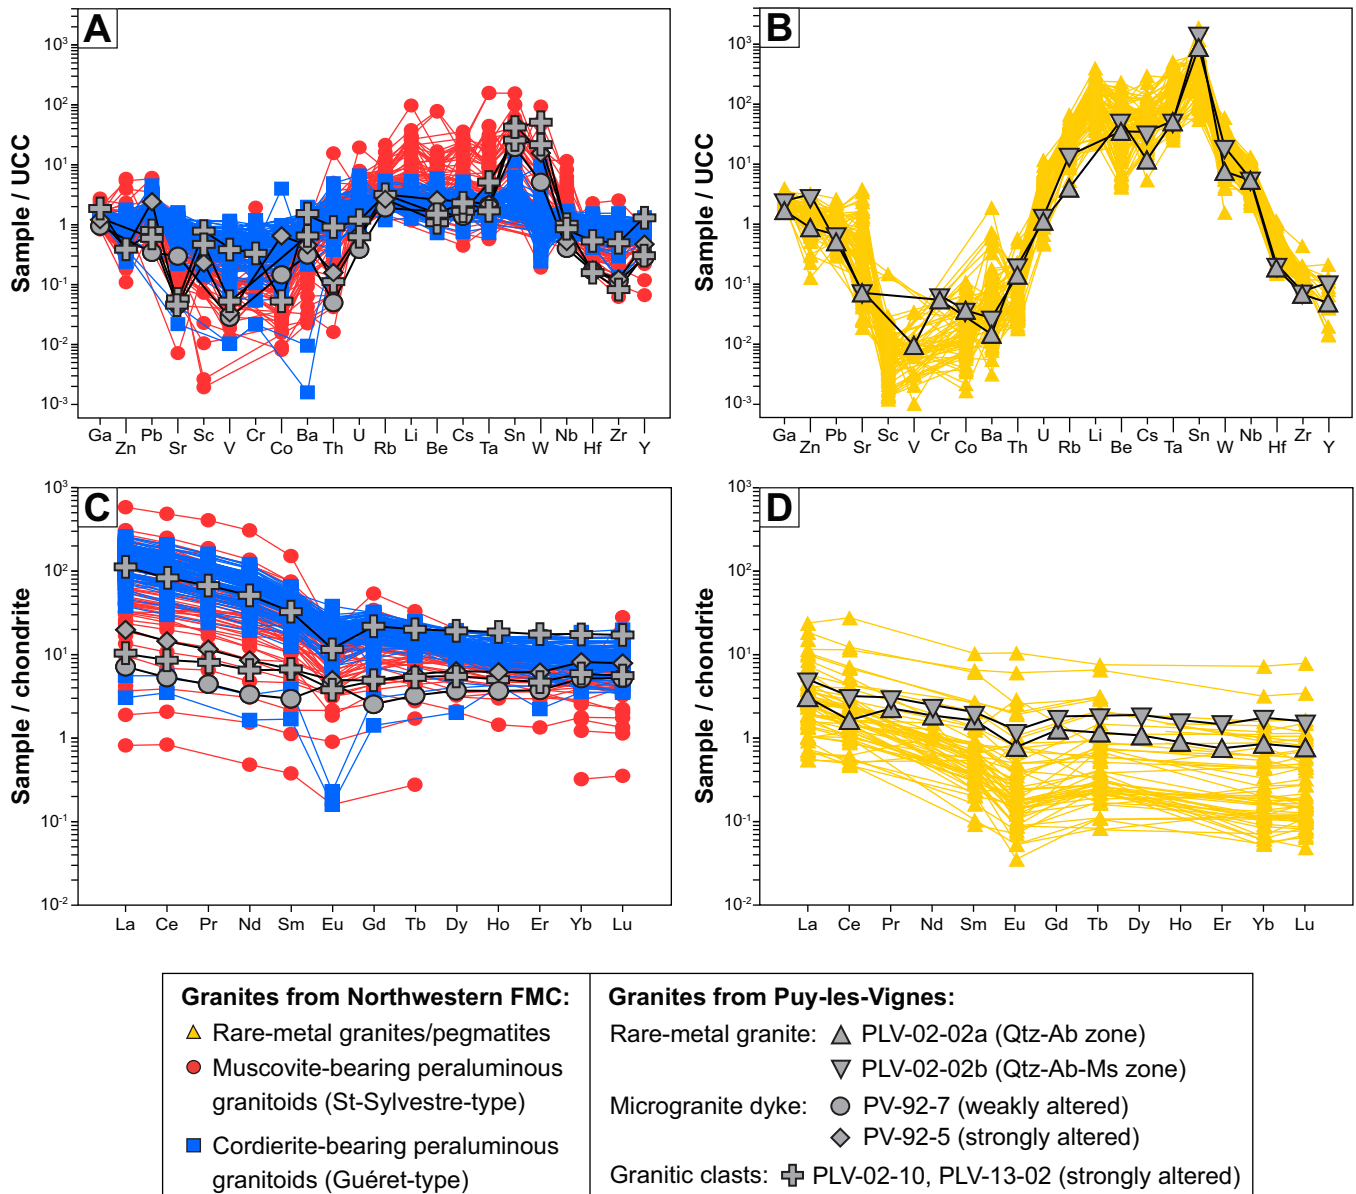 A
10³
10²
10¹
1
10⁻¹
10⁻²
10⁻³
Sample / UCC
Ga Zn Pb Sr Sc V Cr Co Ba Th U Rb Li Be Cs Ta Sn W Nb Hf Zr Y
B
10³
10²
10¹
1
10⁻¹
10⁻²
10⁻³
Sample / UCC
Ga Zn Pb Sr Sc V Cr Co Ba Th U Rb Li Be Cs Ta Sn W Nb Hf Zr Y
C
10³
10²
10¹
1
10⁻¹
10⁻²
Sample / chondrite
La Ce Pr Nd Sm Eu Gd Tb Dy Ho Er Yb Lu
D
10³
10²
10¹
1
10⁻¹
10⁻²
Sample / chondrite
La Ce Pr Nd Sm Eu Gd Tb Dy Ho Er Yb Lu
Granites from Northwestern FMC:
Rare-metal granites/pegmatites
Muscovite-bearing peraluminous
granitoids (St-Sylvestre-type)
Cordierite-bearing peraluminous
granitoids (Guéret-type)
Granites from Puy-les-Vignes:
Rare-metal granite: PLV-02-02a (Qtz-Ab zone)
PLV-02-02b (Qtz-Ab-Ms zone)
Microgranite dyke: PV-92-7 (weakly altered)
PV-92-5 (strongly altered)
Granitic clasts: PLV-02-10, PLV-13-02 (strongly altered)